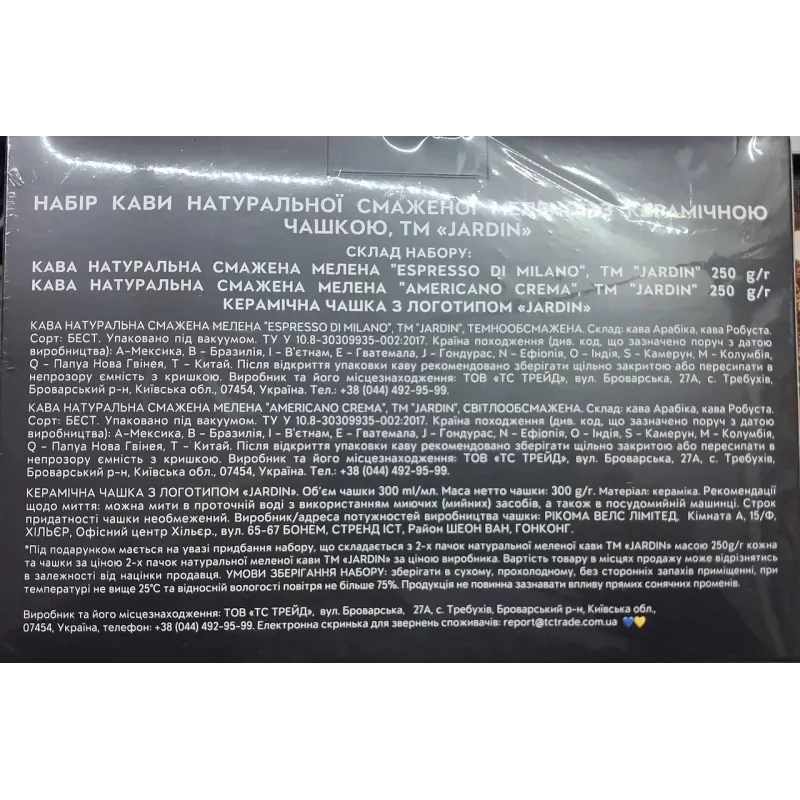 НАБІР КАВИ НАТУРАЛЬНОЇ СМАЖЕНОЇ МЕЛЕНОЇ З КЕРАМІЧНОЮ
ЧАШКОЮ, ТМ «JARDIN»
СКЛАД НАБОРУ:
КАВА НАТУРАЛЬНА СМАЖЕНА МЕЛЕНА "ESPRESSO DI MILANO", ТМ "JARDIN" 250 g/г
КАВА НАТУРАЛЬНА СМАЖЕНА МЕЛЕНА "AMERICANO CREMA", ТМ "JARDIN" 250 g/г
КЕРАМІЧНА ЧАШКА З ЛОГОТИПОМ «JARDIN»
КАВА НАТУРАЛЬНА СМАЖЕНА МЕЛЕНА "ESPRESSO DI MILANO", ТМ "JARDIN", ТЕМНООБСМАЖЕНА. Склад: кава Арабіка, кава Робуста.
Сорт: БЕСТ. Упаковано під вакуумом. ТУ У 10.8-30309935-002:2017. Країна походження (див. код, що зазначено поруч з датою
виробництва): А-Мексика, В – Бразилія, І – В'єтнам, Е – Гватемала, J – Гондурас, N – Ефіопія, О – Індія, S – Камерун, М – Колумбія,
Q – Папуа Нова Гвінея, Т – Китай. Після відкриття упаковки каву рекомендовано зберігати щільно закритою або пересипати в
непрозору ємність з кришкою. Виробник та його місцезнаходження: ТОВ «ТС ТРЕЙД», вул. Броварська, 27А, с. Требухів,
Броварський р-н, Київська обл., 07454, Україна. Тел.: +38 (044) 492-95-99.
КАВА НАТУРАЛЬНА СМАЖЕНА МЕЛЕНА "AMERICANO CREMA", ТМ "JARDIN", СВІТЛООБСМАЖЕНА. Склад: кава Арабіка, кава Робуста.
Сорт: БЕСТ. Упаковано під вакуумом. ТУ У 10.8-30309935-002:2017. Країна походження (див. код, що зазначено поруч з датою
виробництва): А-Мексика, В – Бразилія, І – В'єтнам, Е – Гватемала, J – Гондурас, N – Ефіопія, О – Індія, S – Камерун, М – Колумбія,
Q – Папуа Нова Гвінея, Т – Китай. Після відкриття упаковки каву рекомендовано зберігати щільно закритою або пересипати в
непрозору ємність з кришкою. Виробник та його місцезнаходження: ТОВ «ТС ТРЕЙД», вул. Броварська, 27А, с. Требухів,
Броварський р-н, Київська обл., 07454, Україна. Тел.: +38 (044) 492-95-99.
КЕРАМІЧНА ЧАШКА З ЛОГОТИПОМ «JARDIN». Об'єм чашки 300 ml/мл. Маса нетто чашки: 300 g/г. Матеріал: кераміка. Рекомендації
щодо миття: можна мити в проточній воді з використанням миючих (мийних) засобів, а також в посудомийній машинці. Строк
придатності чашки необмежений. Виробник/адреса потужностей виробництва чашки: РІКОМА ВЕЛС ЛІМІТЕД, Кімната А, 15/Ф,
ХІЛЬЄР, Офісний центр Хільєр., вул. 65-67 БОНЕМ, СТРЕНД ІСТ, Район ШЕОН ВАН, ГОНКОНГ.
*Під подарунком мається на увазі придбання набору, що складається з 2-х пачок натуральної меленої кави ТМ «JARDIN» масою 250g/г кожна
та чашки за ціною 2-х пачок натуральної меленої кави ТМ «JARDIN» за ціною виробника. Вартість товару в місцях продажу може відрізнятись
в залежності від націнки продавця. УМОВИ ЗБЕРІГАННЯ НАБОРУ: зберігати в сухому, прохолодному, без сторонніх запахів приміщенні, при
температурі не вище 25°С та відносній вологості повітря не більше 75%. Продукція не повинна зазнавати впливу прямих сонячних променів.
Виробник та його місцезнаходження: ТОВ «ТС ТРЕЙД», вул. Броварська, 27А, с. Требухів, Броварський р-н, Київська обл.,
07454, Україна, телефон: +38 (044) 492-95-99. Електронна скринька для звернень споживачів: report@tctrade.com.ua 💙💛